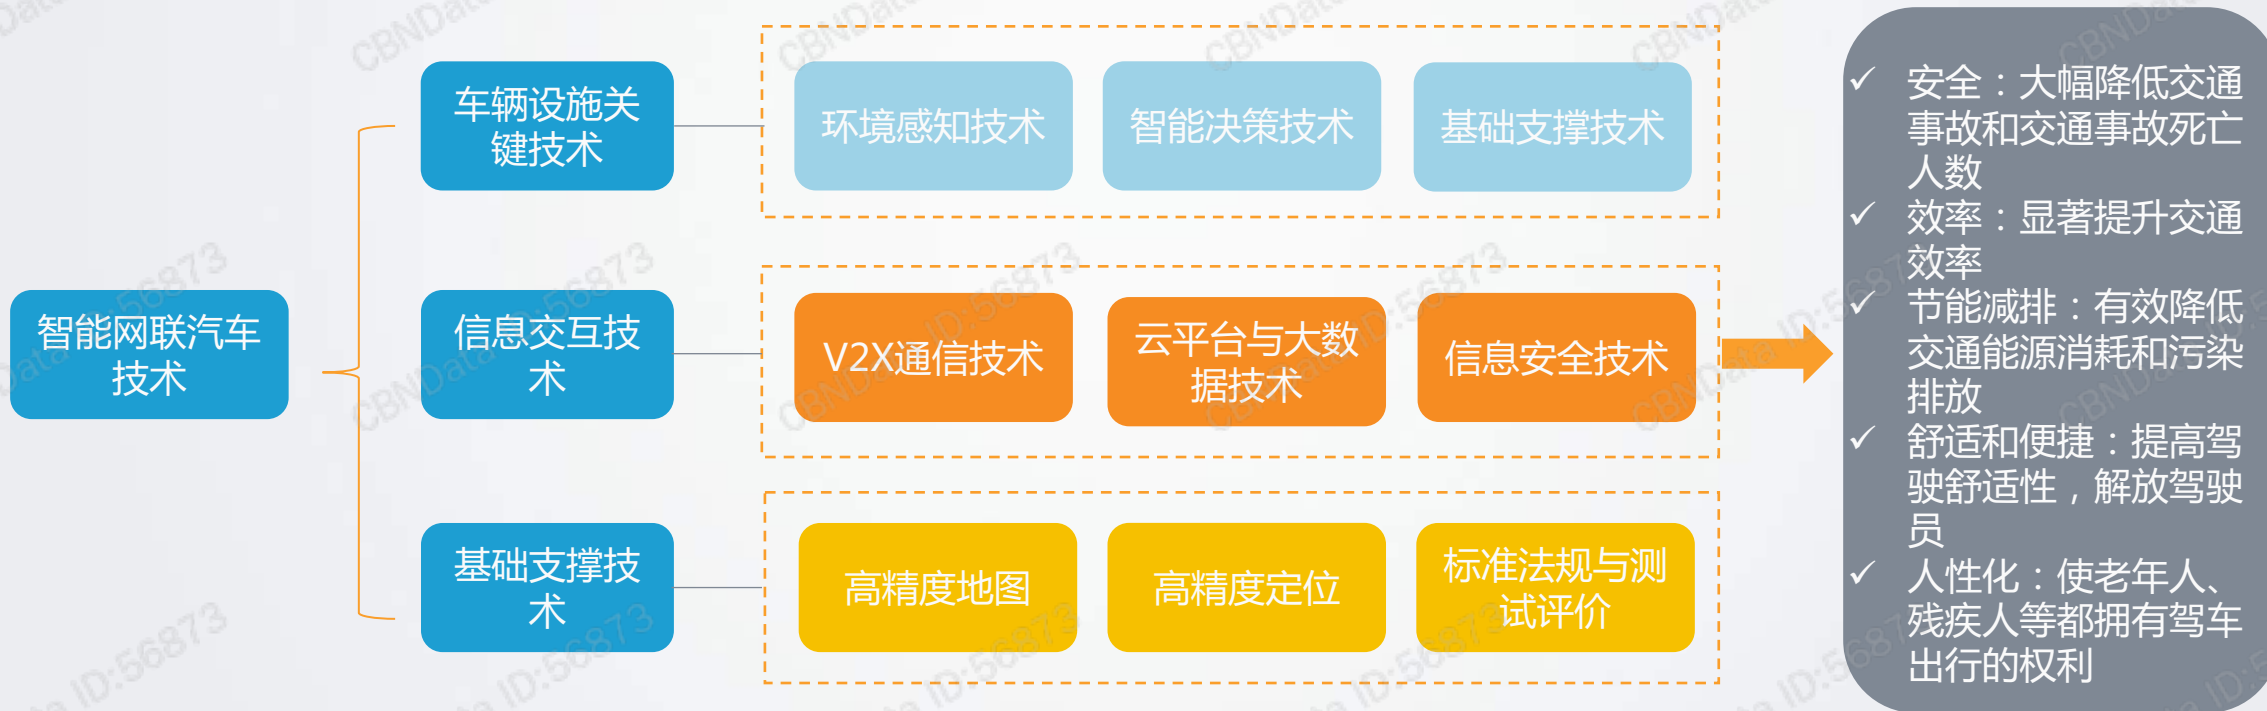 智能网联汽车
技术
车辆设施关
键技术
环境感知技术
智能决策技术
基础支撑技术
信息交互技
术
V2X通信技术
云平台与大数
据技术
信息安全技术
基础支撑技
术
高精度地图
高精度定位
标准法规与测
试评价
✓ 安全：大幅降低交通
事故和交通事故死亡
人数
✓ 效率：显著提升交通
效率
✓ 节能减排：有效降低
交通能源消耗和污染
排放
✓ 舒适和便捷：提高驾
驶舒适性，解放驾驶
员
✓ 人性化：使老年人、
残疾人等都拥有驾车
出行的权利
CBNData ID:56873